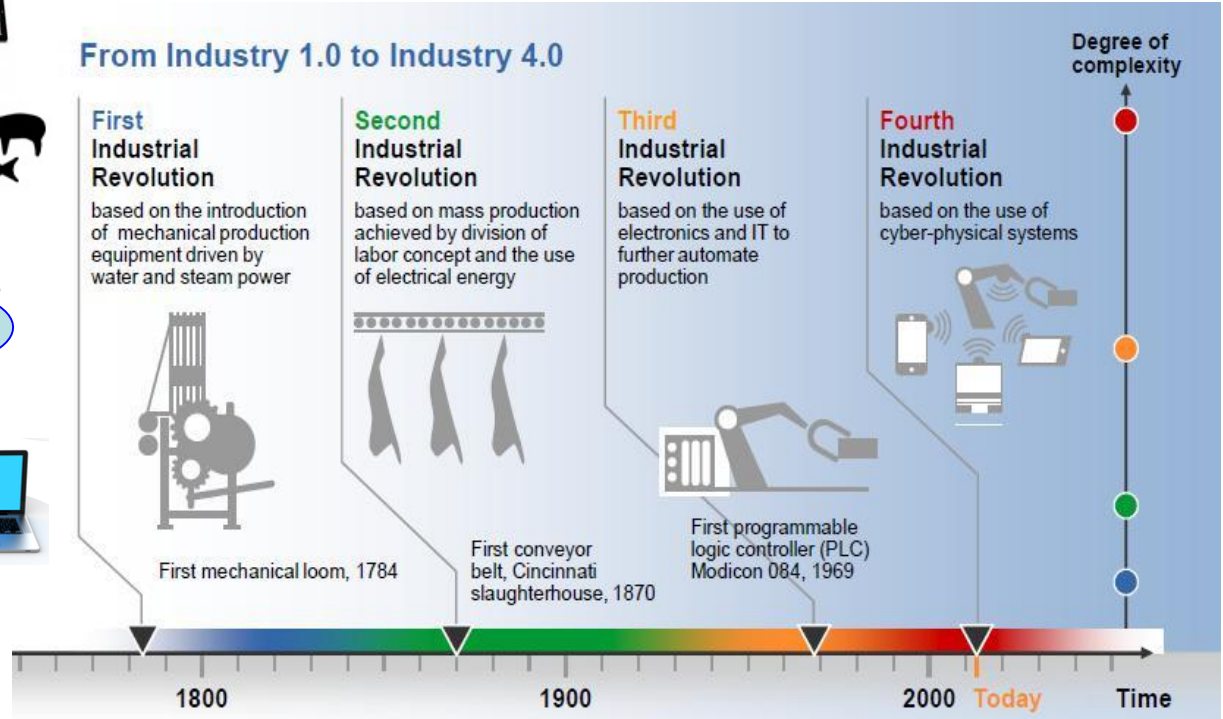 From Industry 1.0 to Industry 4.0
Degree of
complexity
First
Industrial
Revolution
based on the introduction
of mechanical production
equipment driven by
water and steam power
Second
Industrial
Revolution
based on mass production
achieved by division of
labor concept and the use
of electrical energy
Third
Industrial
Revolution
based on the use of
electronics and IT to
further automate
production
Fourth
Industrial
Revolution
based on the use of
cyber-physical systems
First mechanical loom, 1784
First conveyor
belt, Cincinnati
slaughterhouse, 1870
First programmable
logic controller (PLC)
Modicon 084, 1969
1800
1900
2000
Today
Time